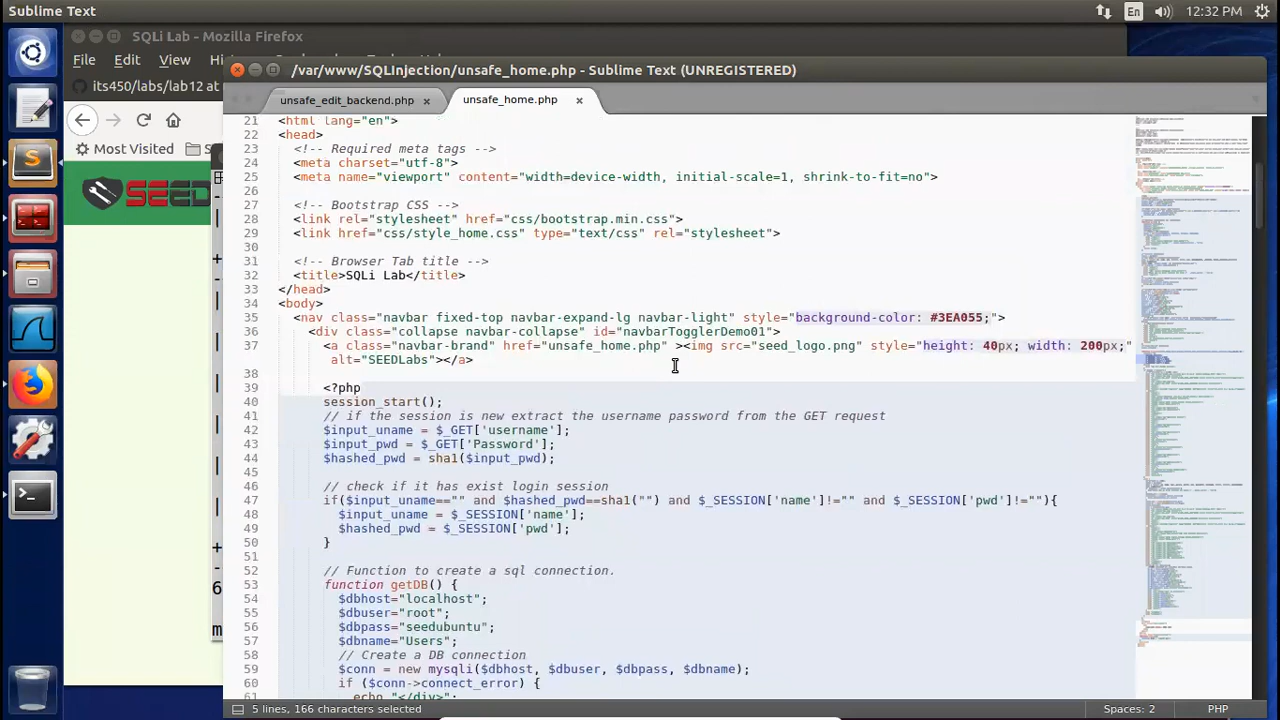 Sublime Text
En
12:32 PM
SQLi Lab - Mozilla Firefox
File Edit View
its450/labs/lab12 at
Most Visited
SEED
/var/www/SQLInjection/unsafe_home.php - Sublime Text (UNREGISTERED)
unsafe_edit_backend.php
unsafe_home.php
21 <html lang="en">
22 <head>
23 <!-- Required meta tags -->
24 <meta charset="utf-8">
25 <meta name="viewport" content="width=device-width, initial-scale=1, shrink-to-fit=no">
26
27 <!-- Bootstrap CSS -->
28 <link href="css/bootstrap.min.css">
29 <link href="css/style_home.css" type="text/css" rel="stylesheet">
30
31 <!-- Browser Tab title -->
32 <title>SQLi Lab</title>
33 </head>
34 <body>
35 <nav class="navbar fixed-top navbar-expand-lg navbar-light" style="background-color: #3EA055;">
36 <div class="collapse navbar-collapse" id="navbarTogglerDemo01">
37 <a class="navbar-brand" href="unsafe_home.php" ><img src="seed_logo.png" style="height: 40px; width: 200px;"
alt="SEEDLabs"></a>
38
39 <?php
40 session_start();
41 // if the session is new extract the username password from the GET request
42 $input_uname = $_GET['username'];
43 $input_pwd = $_GET['Password'];
44 $hashed_pwd = sha1($input_pwd);
45
46 // check if it has exist login session
47 if($input_uname=="" and $hashed_pwd==sha1("") and $_SESSION['name']!="" and $_SESSION['pwd']!=""){
48 $input_uname = $_SESSION['name'];
49 $hashed_pwd = $_SESSION['pwd'];
50 }
51
52 // Function to create a sql connection.
53 function getDB() {
54 $dbhost="localhost";
55 $dbuser="root";
56 $dbpass="seedubuntu";
57 $dbname="Users";
58 // Create a DB connection
59 $conn = new mysqli($dbhost, $dbuser, $dbpass, $dbname);
60 if ($conn->connect_error) {
61 echo "</div>";
5 lines, 166 characters selected
Spaces: 2
PHP